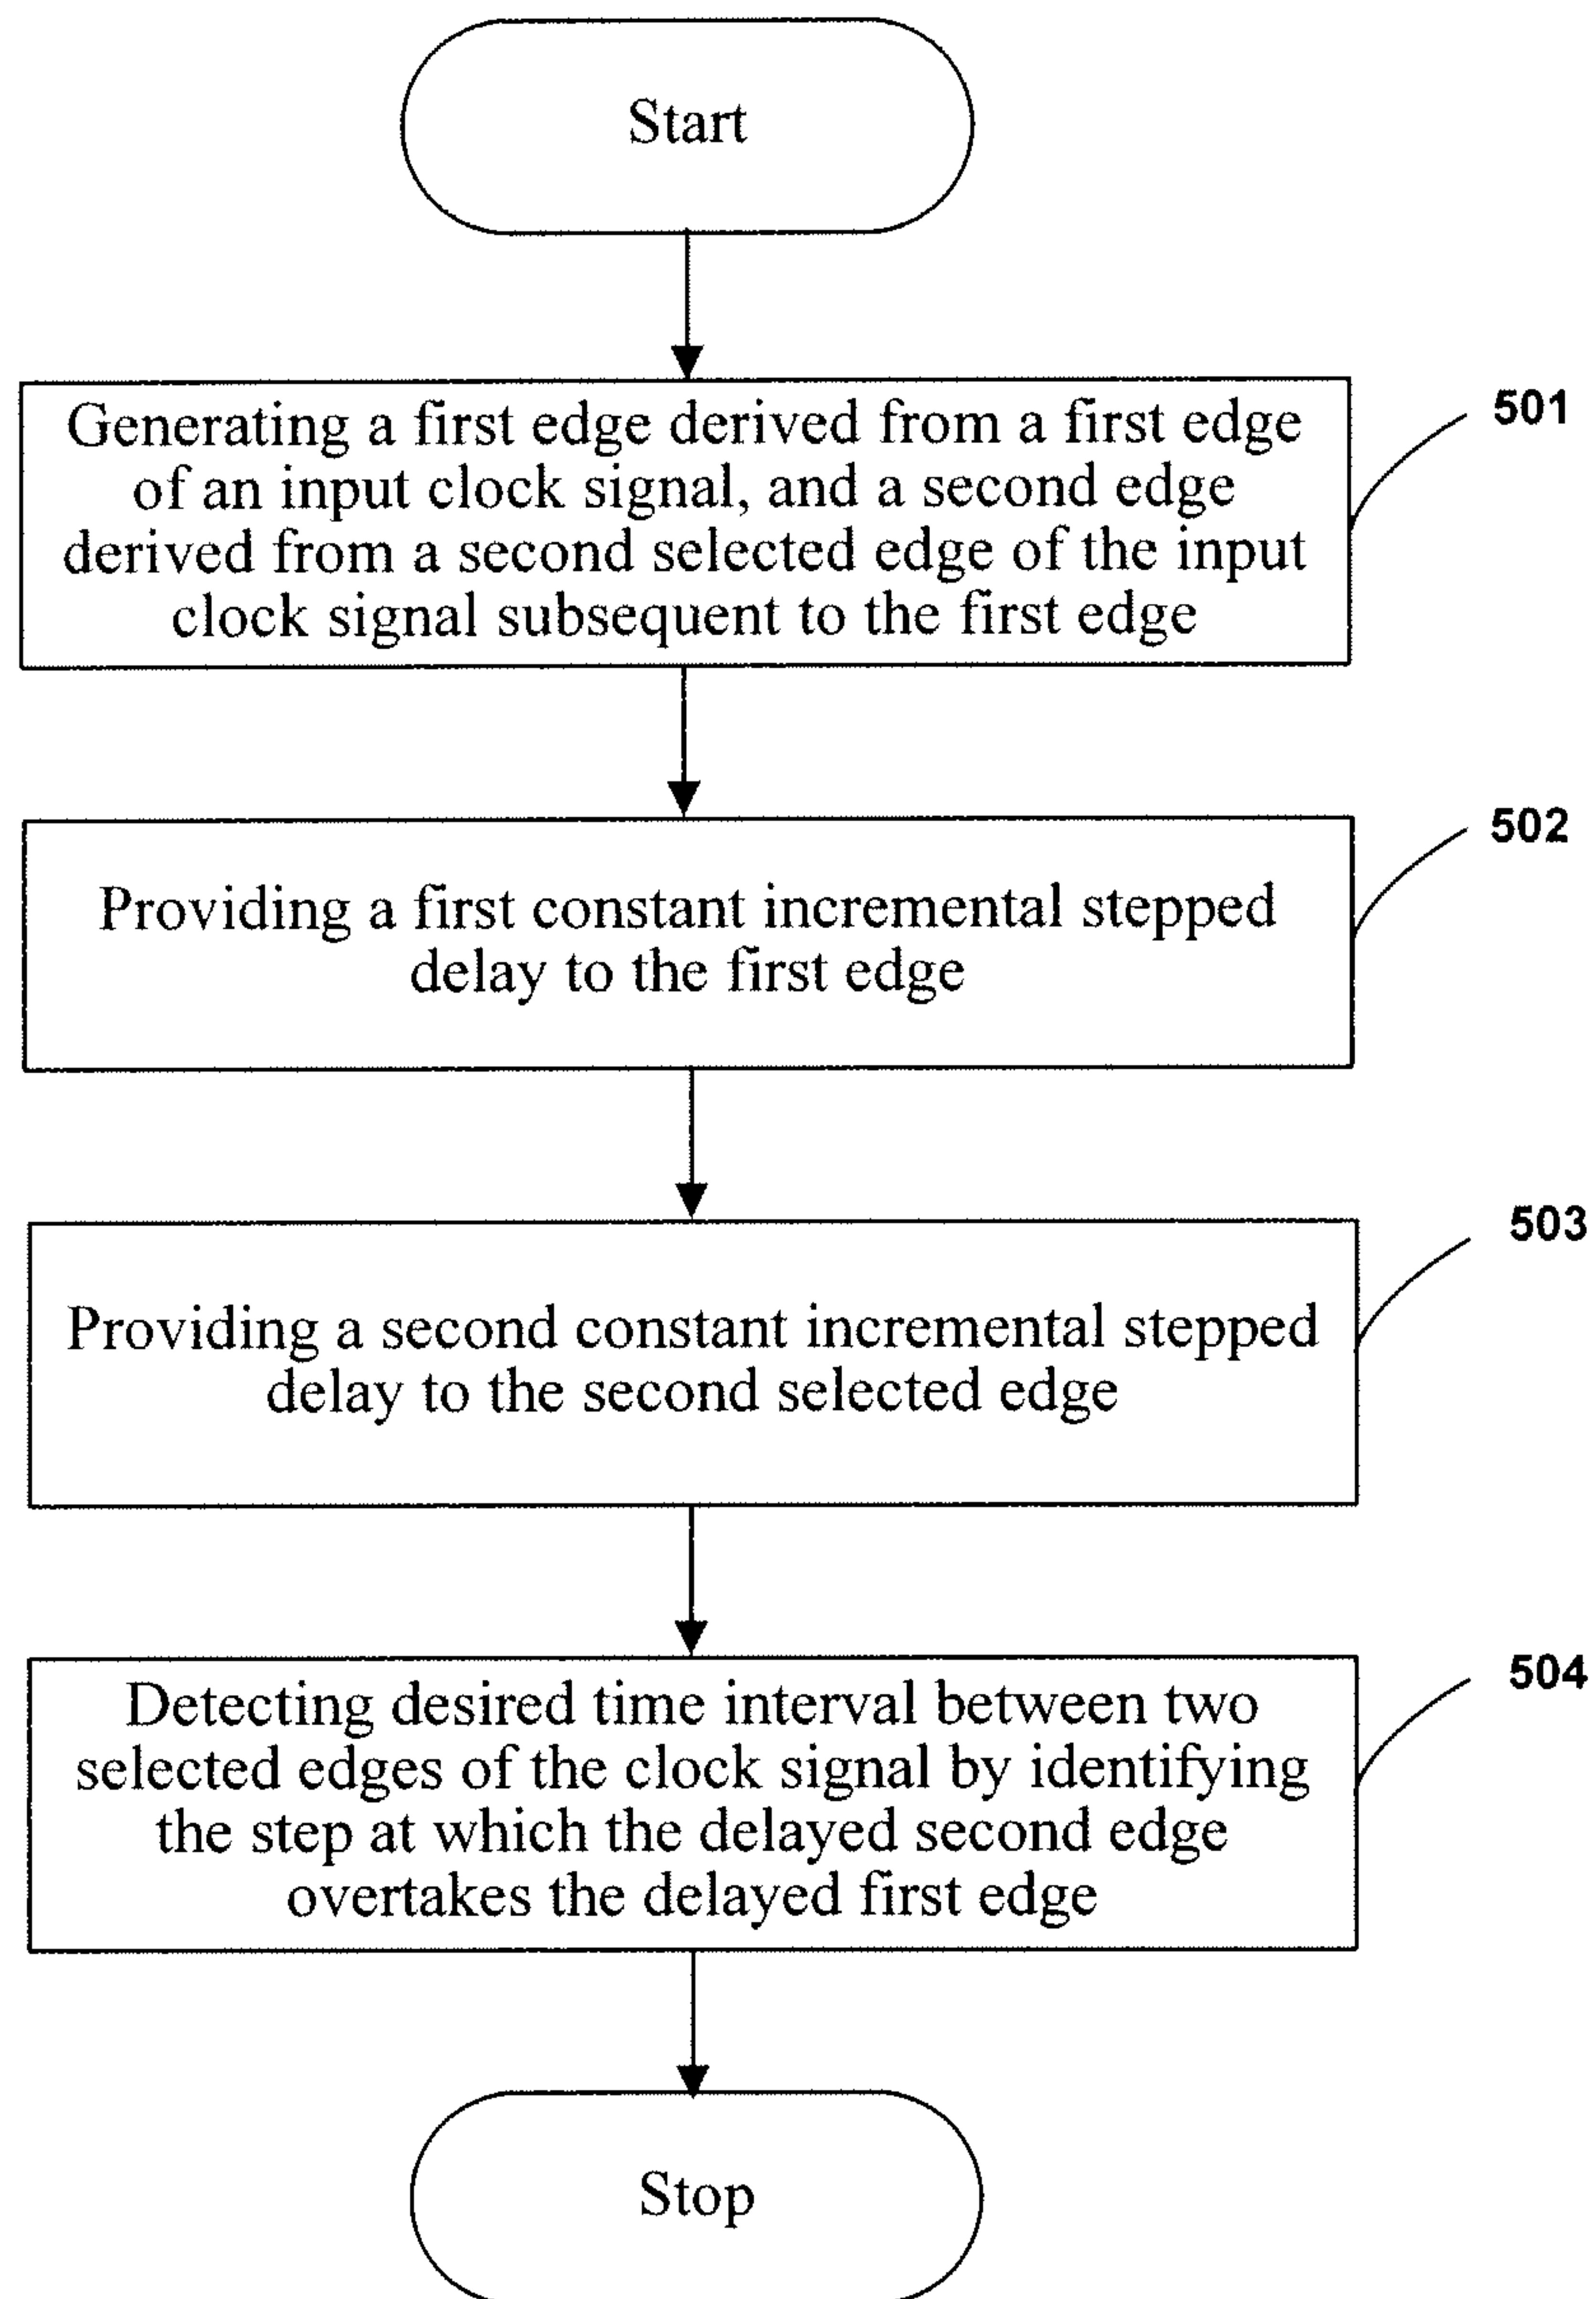 Start
Generating a first edge derived from a first edge
of an input clock signal, and a second edge
derived from a second selected edge of the input
clock signal subsequent to the first edge
501
Providing a first constant incremental stepped
delay to the first edge
502
Providing a second constant incremental stepped
delay to the second selected edge
503
Detecting desired time interval between two
selected edges of the clock signal by identifying
the step at which the delayed second edge
overtakes the delayed first edge
504
Stop